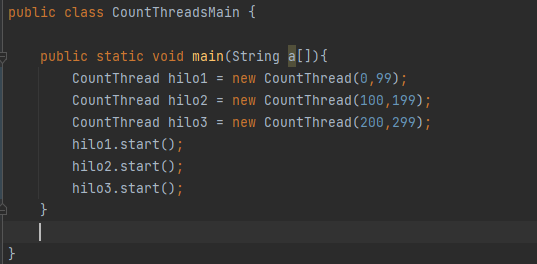 public class CountThreadsMain {
public static void main(String a[]){
CountThread hilo1 = new CountThread(0,99);
CountThread hilo2 = new CountThread(100,199);
CountThread hilo3 = new CountThread(200,299);
hilo1.start();
hilo2.start();
hilo3.start();
}
}